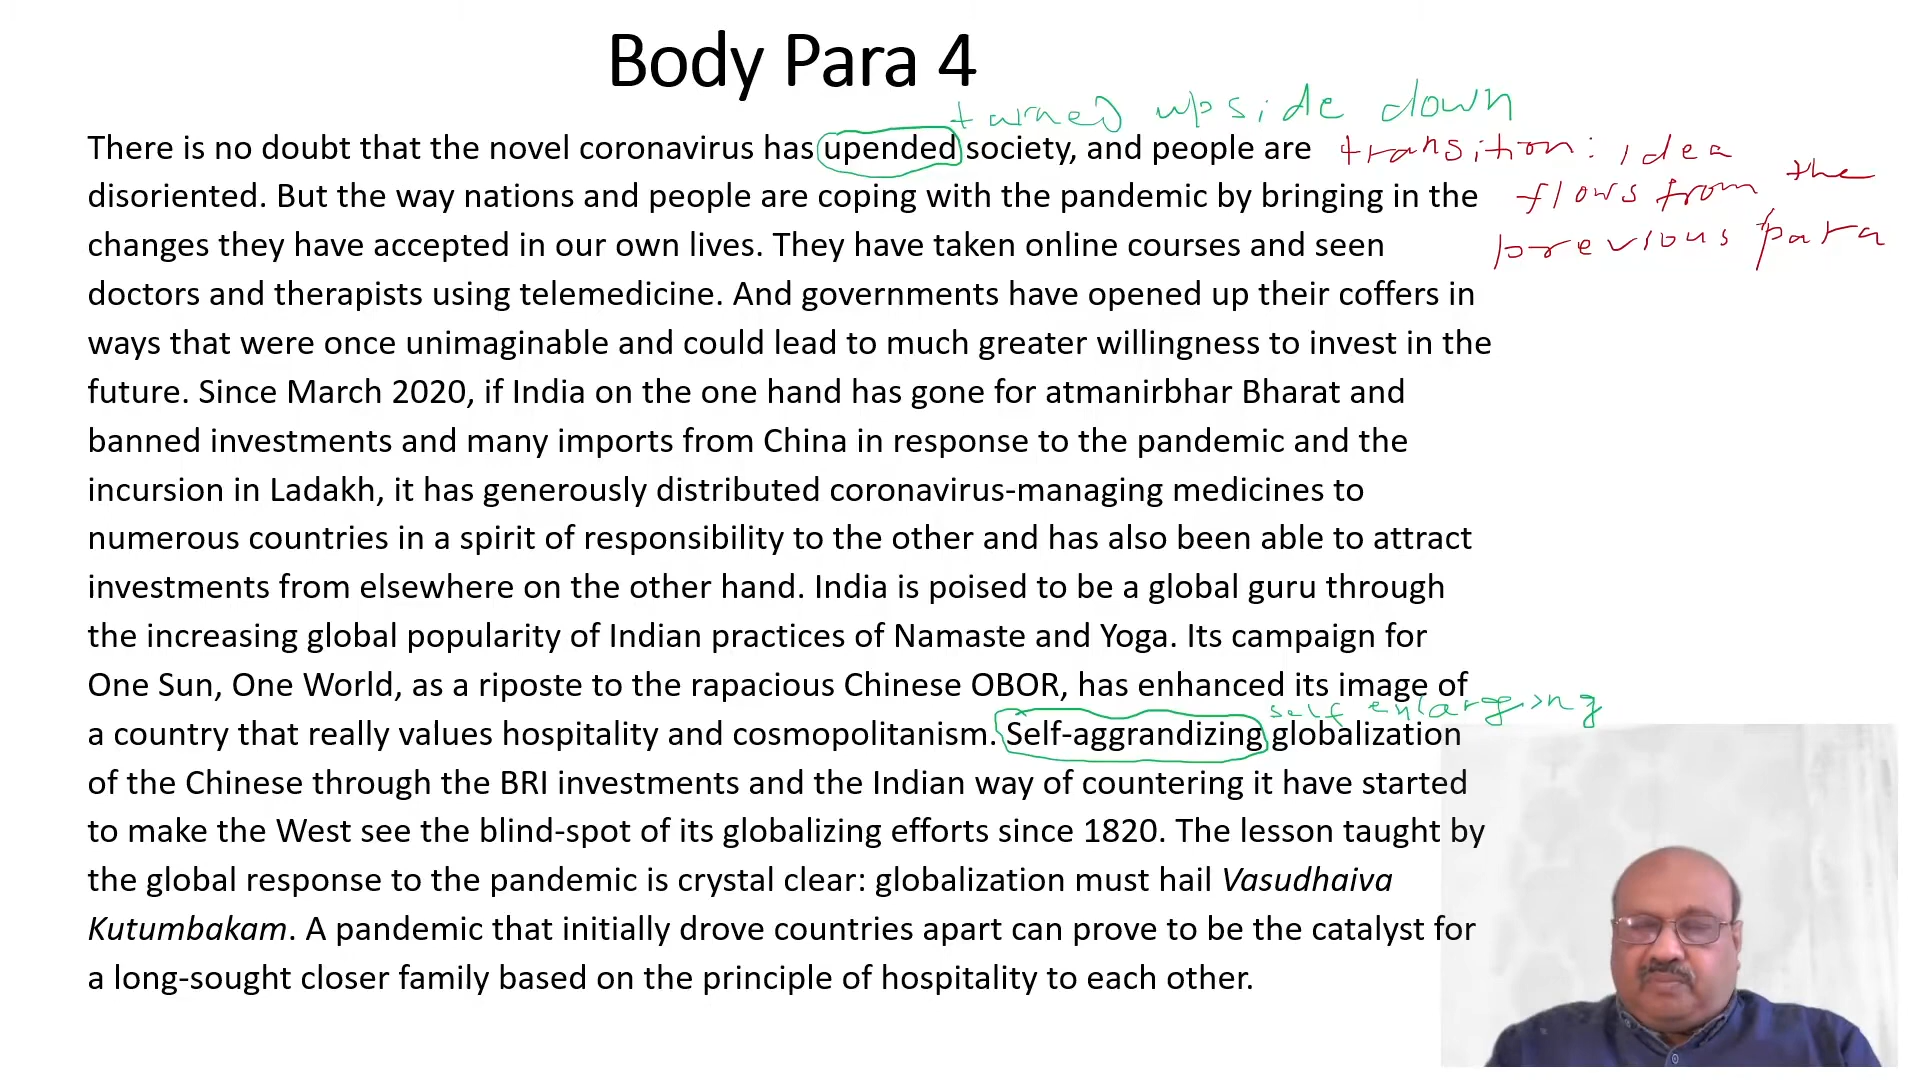 Body Para 4
turned upside down
There is no doubt that the novel coronavirus has upended society, and people are
transition: idea
disoriented. But the way nations and people are coping with the pandemic by bringing in the
flows from the
changes they have accepted in our own lives. They have taken online courses and seen
previous para
doctors and therapists using telemedicine. And governments have opened up their coffers in
ways that were once unimaginable and could lead to much greater willingness to invest in the
future. Since March 2020, if India on the one hand has gone for atmanirbhar Bharat and
banned investments and many imports from China in response to the pandemic and the
incursion in Ladakh, it has generously distributed coronavirus-managing medicines to
numerous countries in a spirit of responsibility to the other and has also been able to attract
investments from elsewhere on the other hand. India is poised to be a global guru through
the increasing global popularity of Indian practices of Namaste and Yoga. Its campaign for
One Sun, One World, as a riposte to the rapacious Chinese OBOR, has enhanced its image of
self enlarging
a country that really values hospitality and cosmopolitanism. Self-aggrandizing globalization
of the Chinese through the BRI investments and the Indian way of countering it have started
to make the West see the blind-spot of its globalizing efforts since 1820. The lesson taught by
the global response to the pandemic is crystal clear: globalization must hail Vasudhaiva
Kutumbakam. A pandemic that initially drove countries apart can prove to be the catalyst for
a long-sought closer family based on the principle of hospitality to each other.